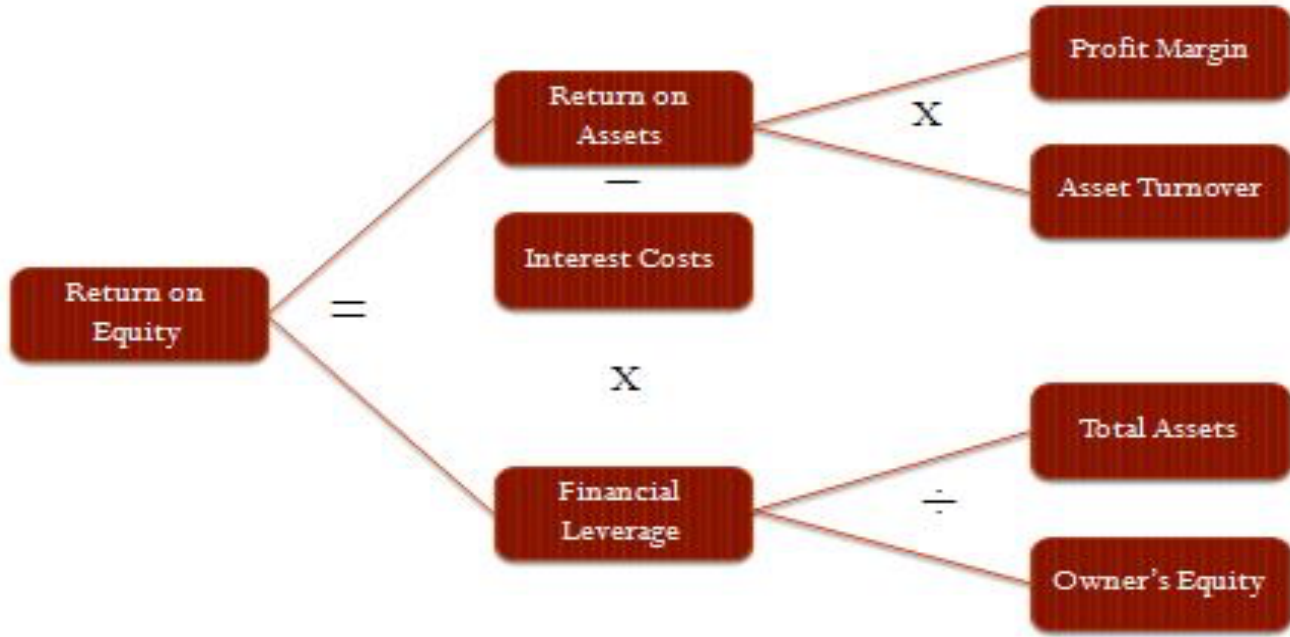 Profit Margin
Return on
Assets
X
–
Asset Turnover
Interest Costs
Return on
Equity
=
X
Total Assets
Financial
Leverage
÷
Owner's Equity